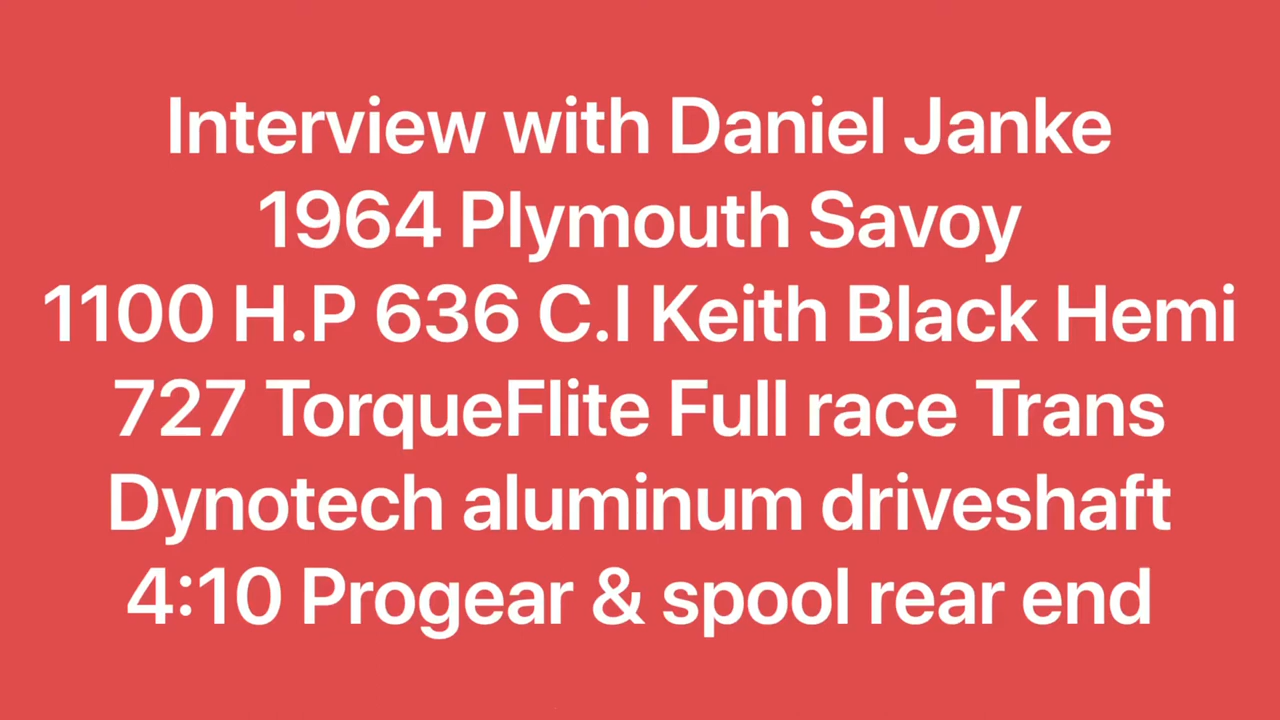 Interview with Daniel Janke
1964 Plymouth Savoy
1100 H.P 636 C.I Keith Black Hemi
727 TorqueFlite Full race Trans
Dynotech aluminum driveshaft
4:10 Progear & spool rear end